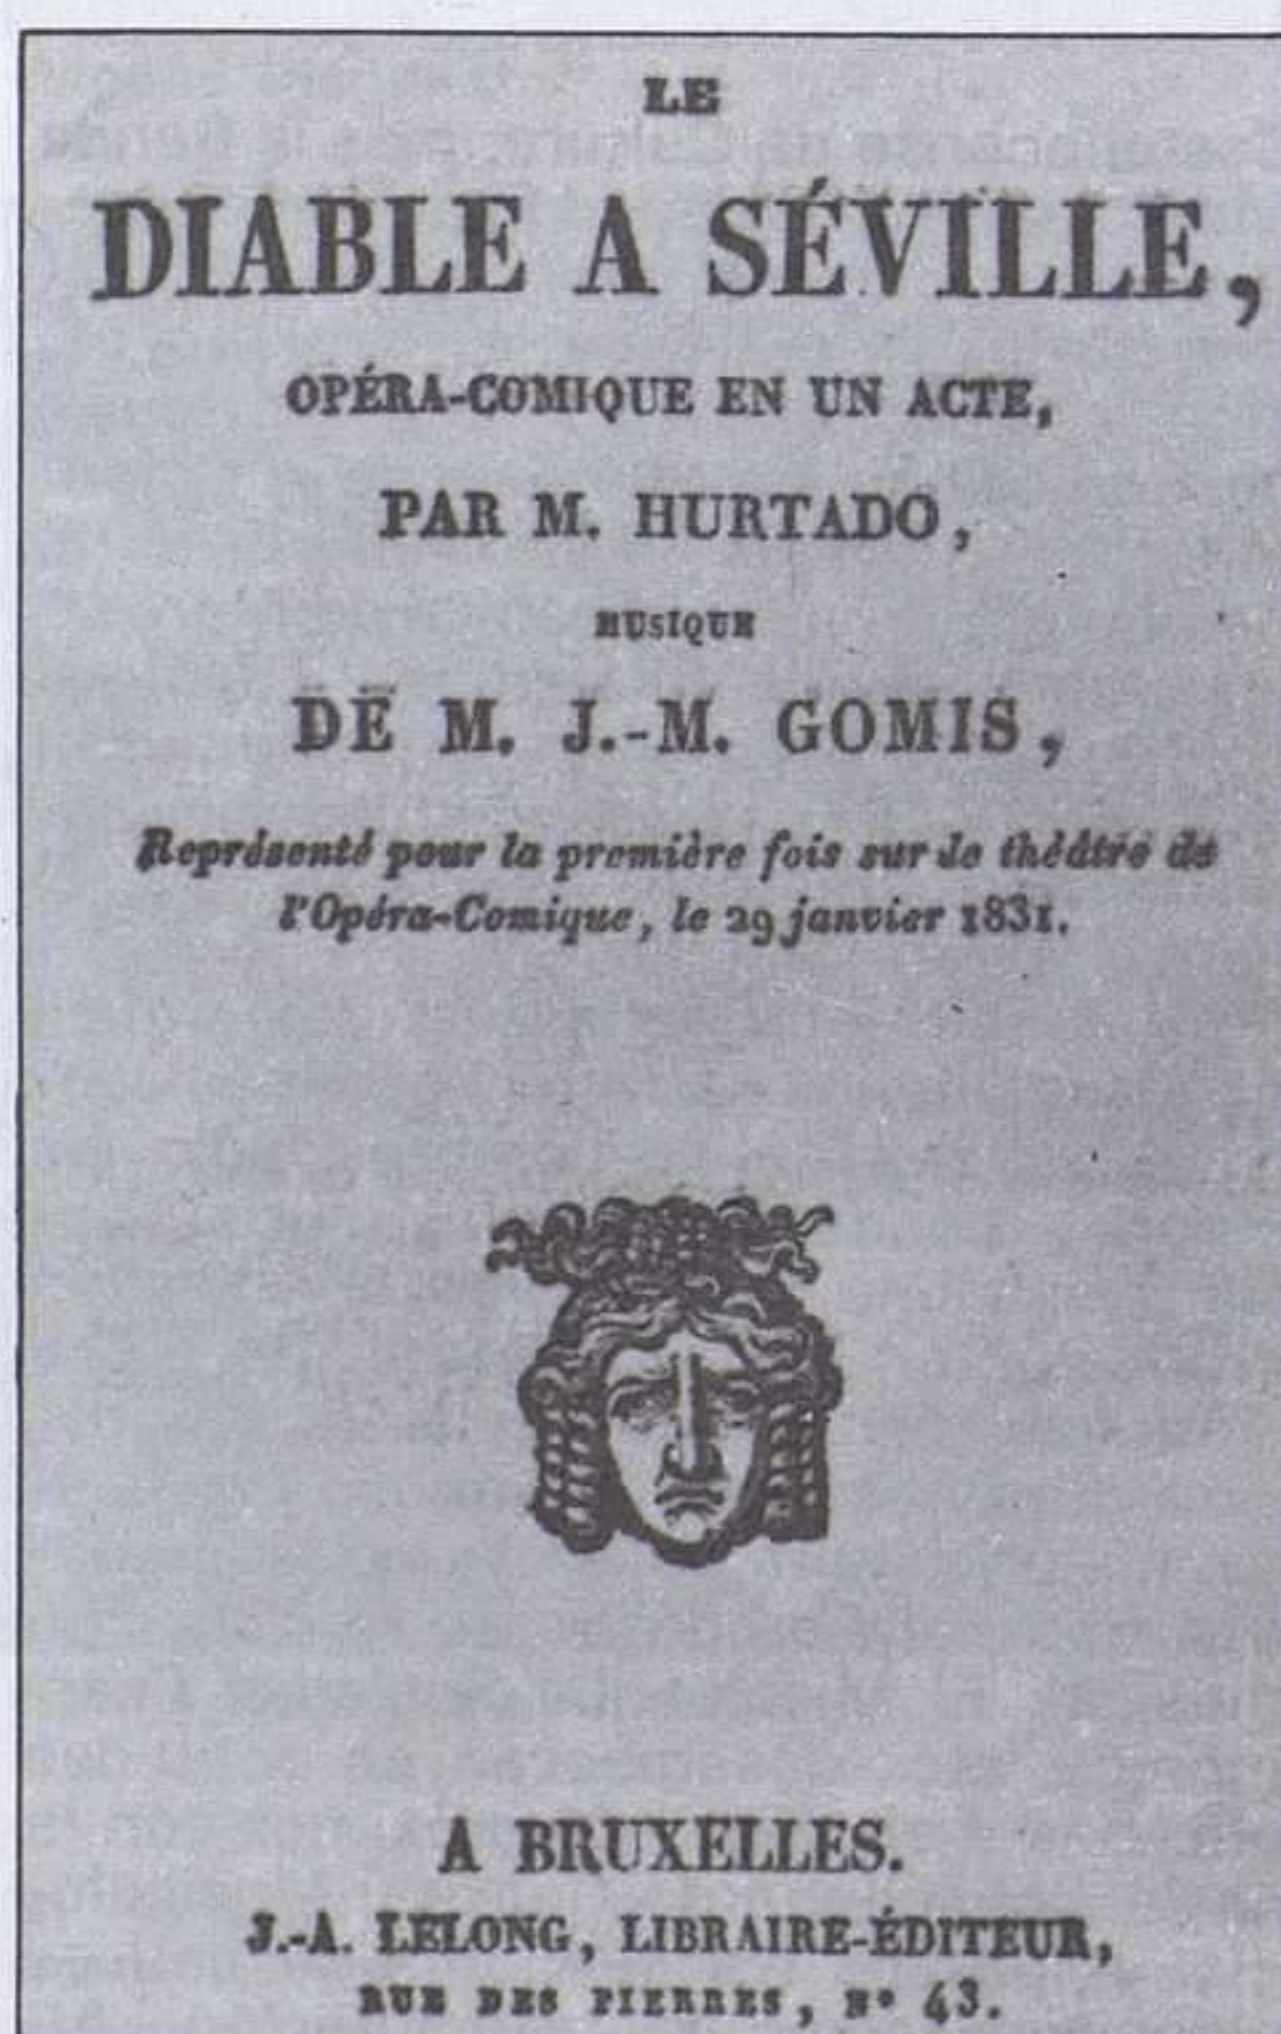 LE
DIABLE A SÉVILLE,
OPÉRA-COMIQUE EN UN ACTE,
PAR M. HURTADO,
MUSIQUE
DE M. J.-M. GOMIS,
Représenté pour la première fois sur le théâtre de
l'Opéra-Comique, le 29 janvier 1831.
A BRUXELLES.
J.-A. LELONG, LIBRAIRE-ÉDITEUR,
RUE DES PIERRES, N° 43.